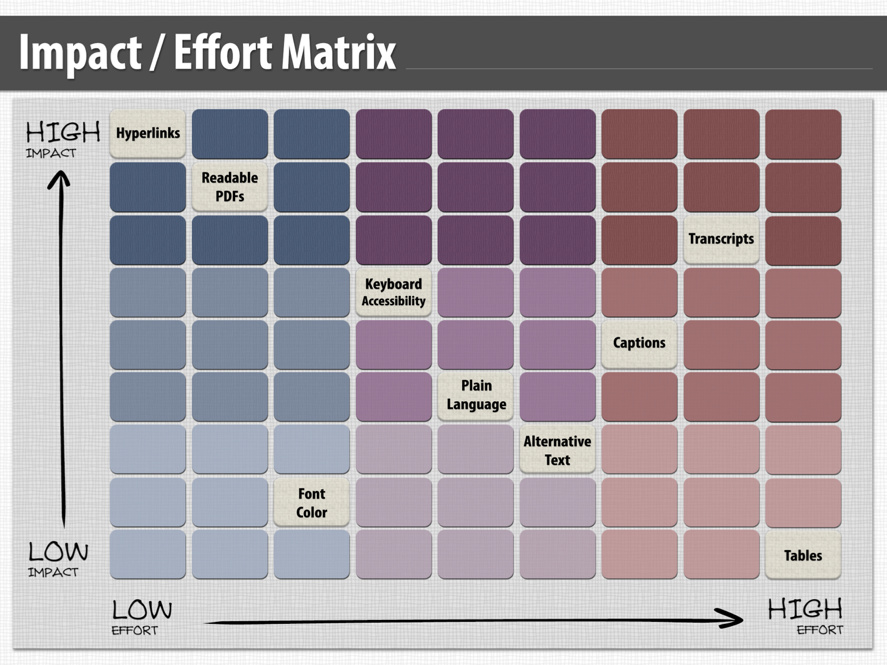 Impact / Effort Matrix
HIGH
IMPACT
Hyperlinks
Readable
PDFs
Transcripts
Keyboard
Accessibility
Captions
Plain
Language
Alternative
Text
Font
Color
Tables
LOW
IMPACT
LOW
EFFORT
HIGH
EFFORT